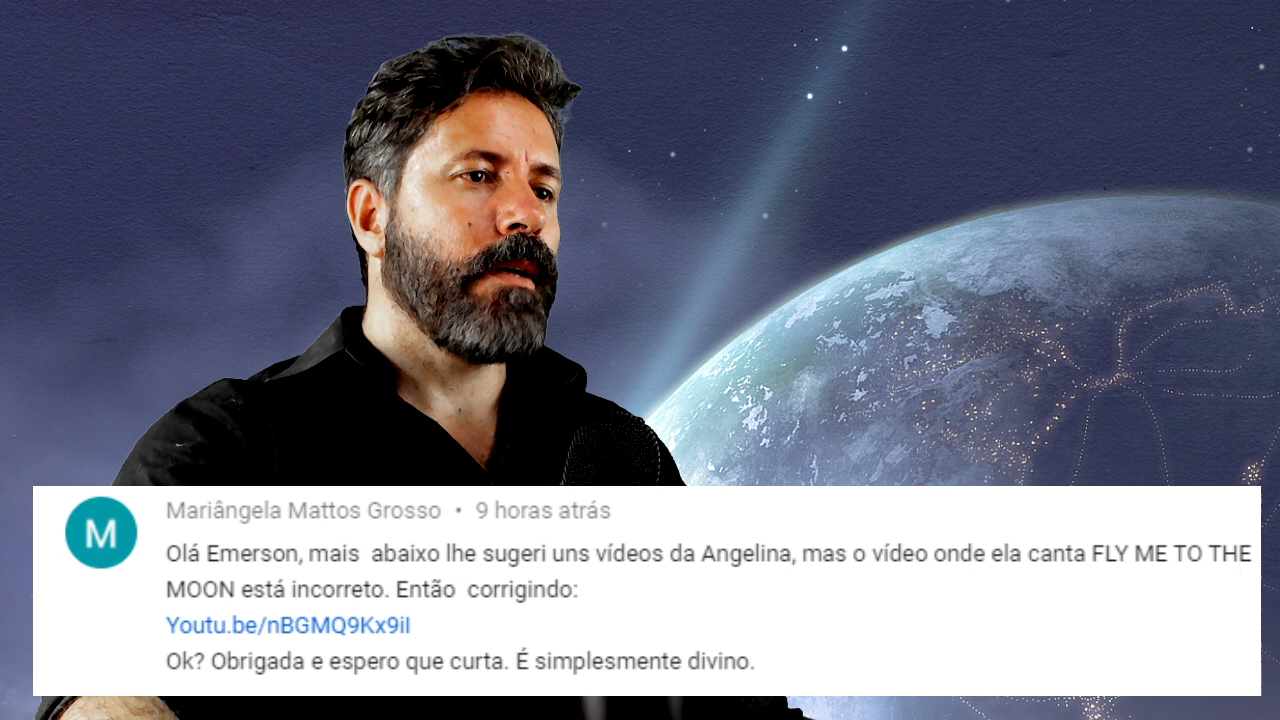 M
Mariângela Mattos Grosso • 9 horas atrás
Olá Emerson, mais abaixo lhe sugeri uns vídeos da Angelina, mas o vídeo onde ela canta FLY ME TO THE
MOON está incorreto. Então corrigindo:
Youtu.be/nBGMQ9Kx9iI
Ok? Obrigada e espero que curta. É simplesmente divino.